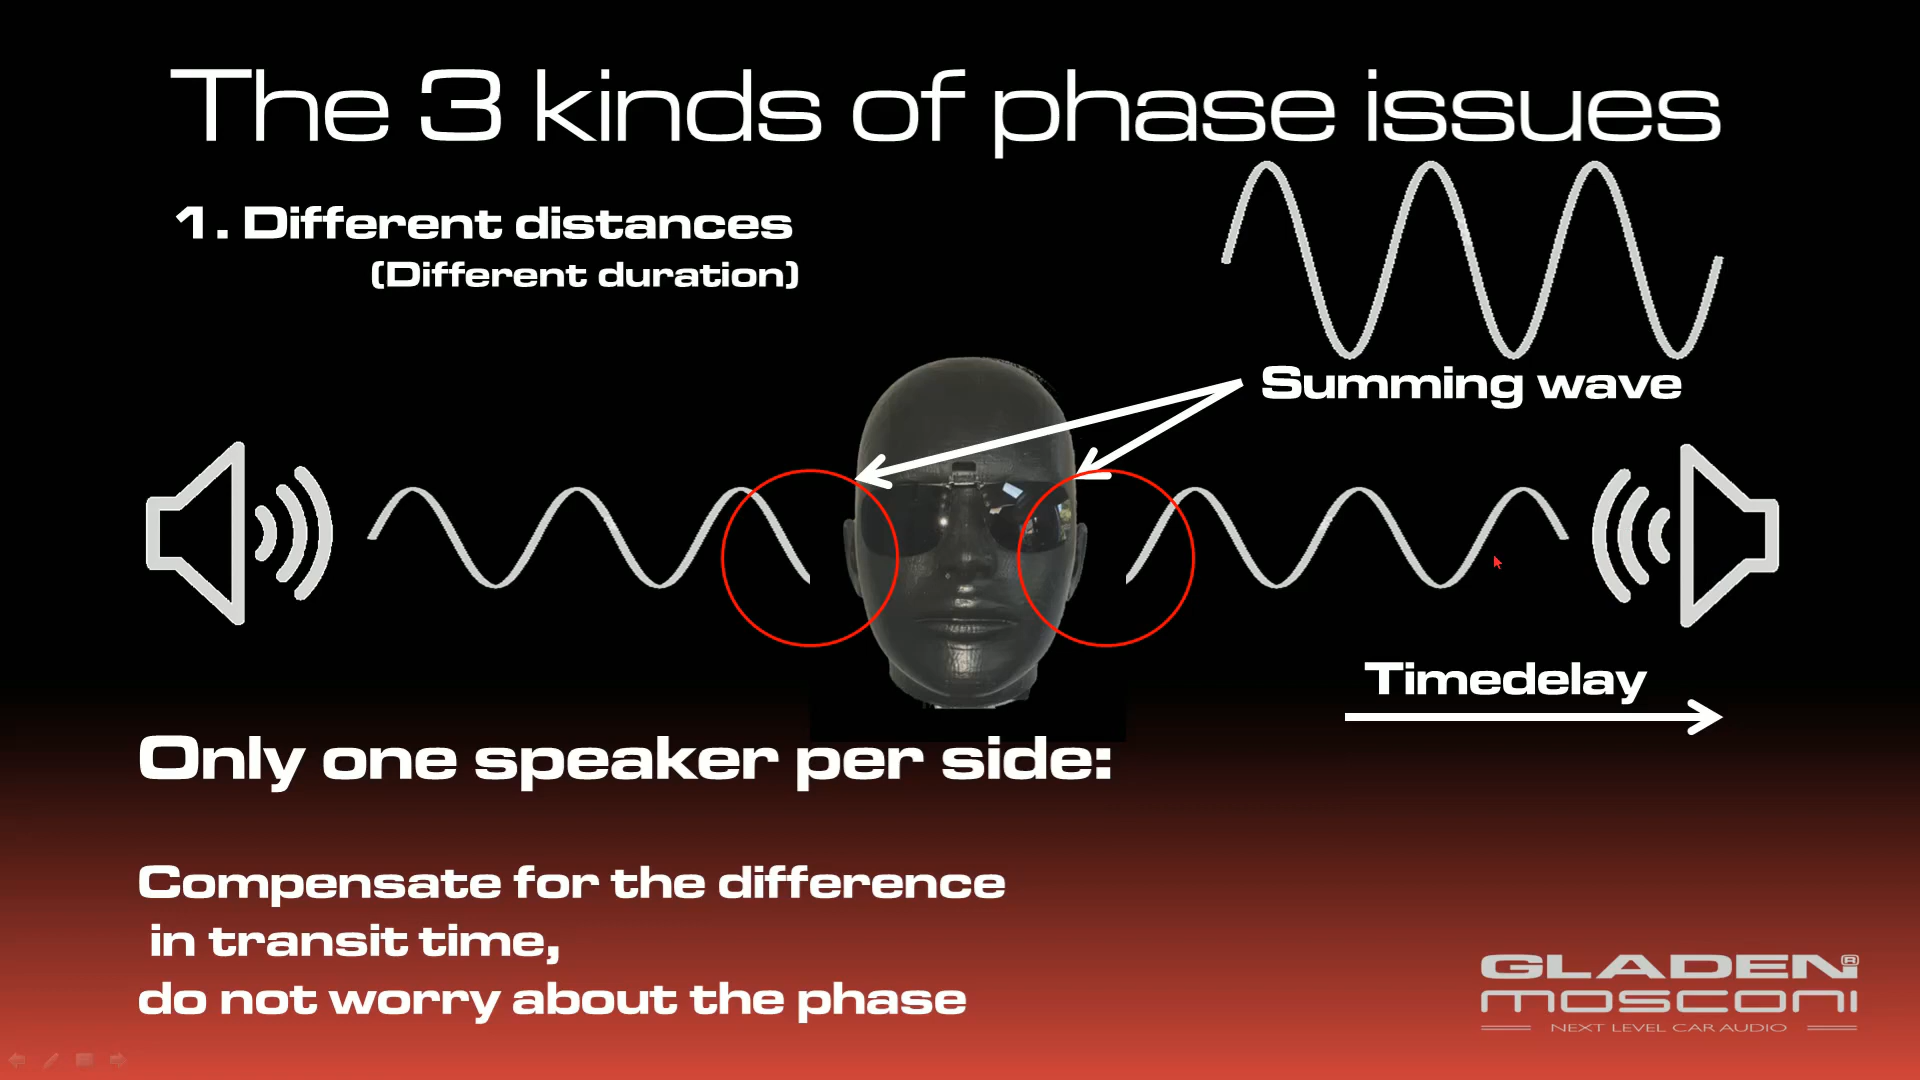 The 3 kinds of phase issues
1. Different distances
(Different duration)
Summing wave
Timedelay
Only one speaker per side:
Compensate for the difference
in transit time,
do not worry about the phase
GLADEN®
MOSCONI
NEXT LEVEL CAR AUDIO